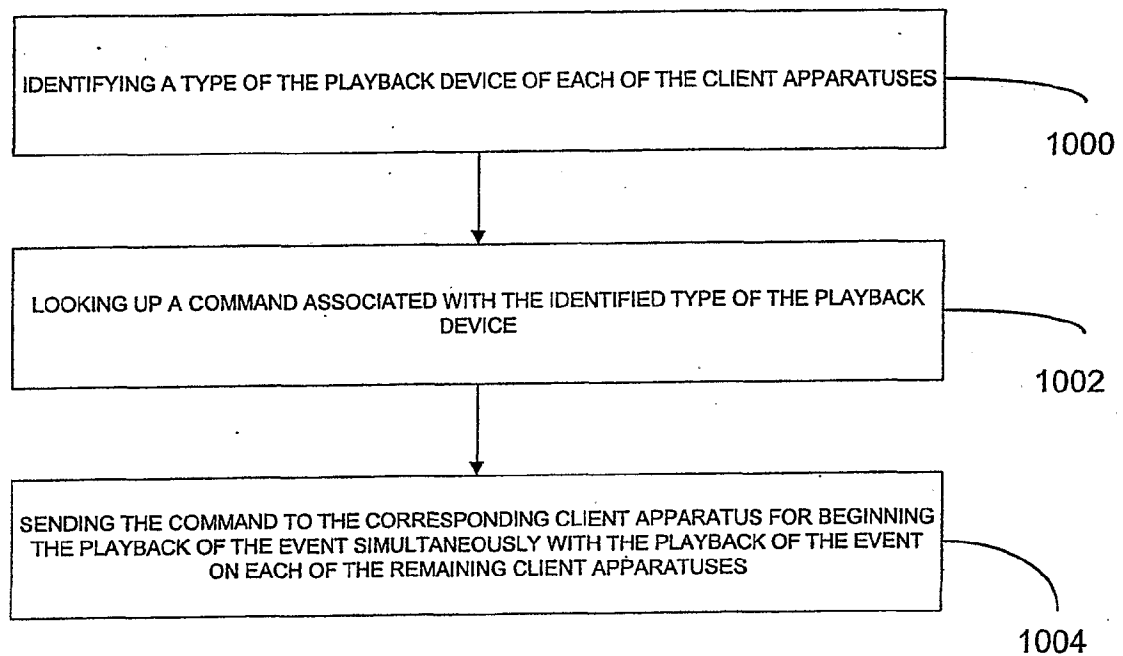 IDENTIFYING A TYPE OF THE PLAYBACK DEVICE OF EACH OF THE CLIENT APPARATUSES
1000
LOOKING UP A COMMAND ASSOCIATED WITH THE IDENTIFIED TYPE OF THE PLAYBACK
DEVICE
1002
SENDING THE COMMAND TO THE CORRESPONDING CLIENT APPARATUS FOR BEGINNING
THE PLAYBACK OF THE EVENT SIMULTANEOUSLY WITH THE PLAYBACK OF THE EVENT
ON EACH OF THE REMAINING CLIENT APPARATUSES
1004